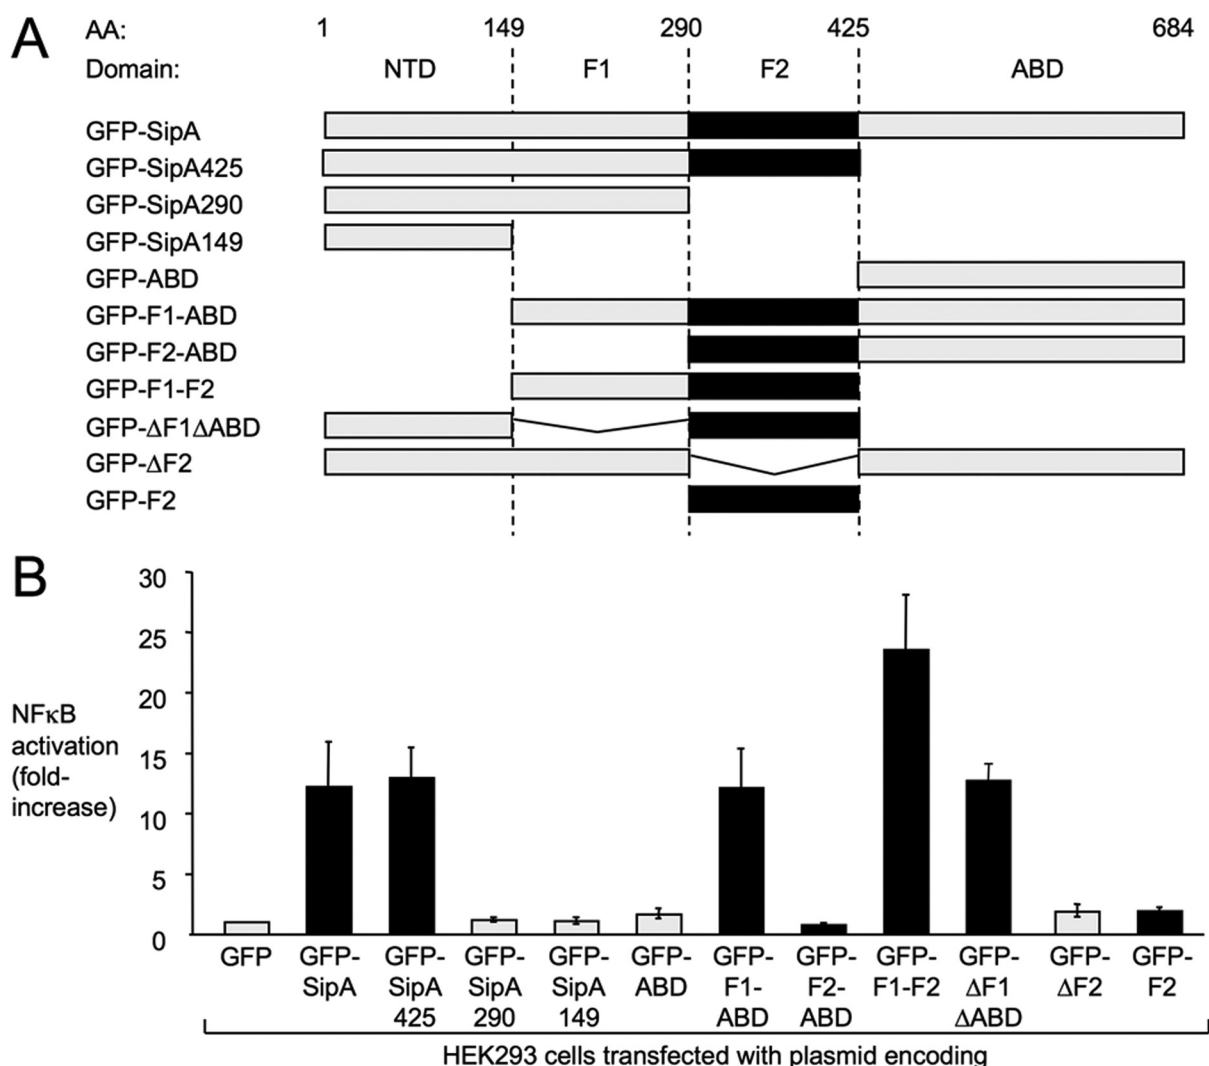 A
AA: 1 149 290 425 684
Domain: NTD F1 F2 ABD
GFP-SipA
GFP-SipA425
GFP-SipA290
GFP-SipA149
GFP-ABD
GFP-F1-ABD
GFP-F2-ABD
GFP-F1-F2
GFP-ΔF1ΔABD
GFP-ΔF2
GFP-F2
B
30
25
20
15
10
5
0
NFκB
activation
(fold-
increase)
GFP GFP- GFP- GFP- GFP- GFP- GFP- GFP- GFP- GFP- GFP- GFP-
SipA SipA SipA SipA ABD F1- F2- F1-F2 ΔF1 ΔF2 F2
425 290 149 ABD ABD ΔABD
HEK293 cells transfected with plasmid encoding